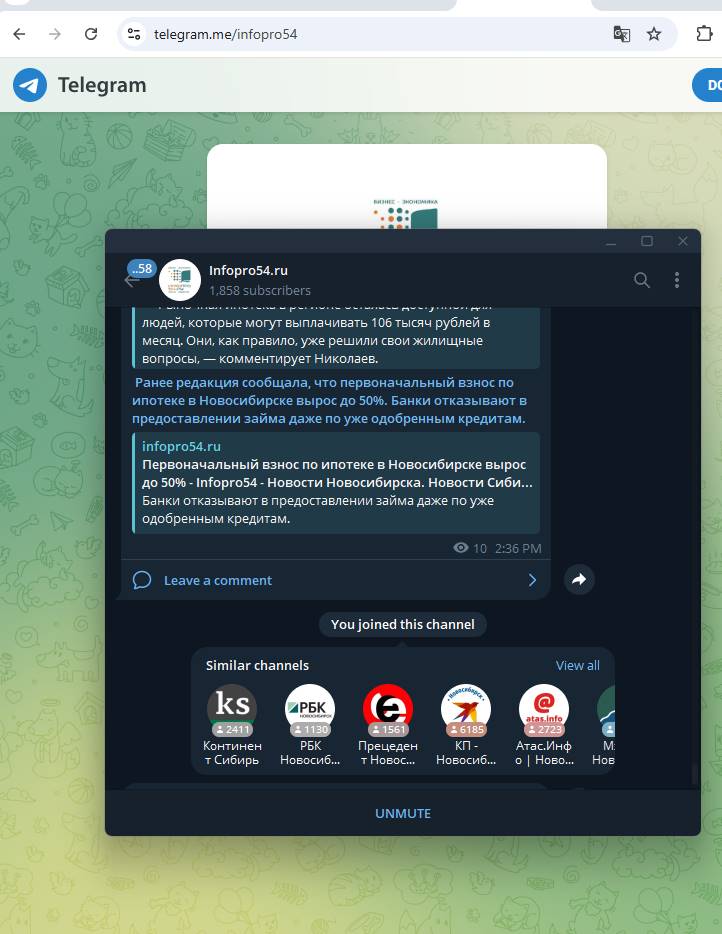 telegram.me/infopro54
Telegram
DO
БИЗНЕС · ЭКОНОМИКА
..58
Infopro54.ru
1,858 subscribers
людей, которые могут выплачивать 106 тысяч рублей в
месяц. Они, как правило, уже решили свои жилищные
вопросы, — комментирует Николаев.
Ранее редакция сообщала, что первоначальный взнос по
ипотеке в Новосибирске вырос до 50%. Банки отказывают в
предоставлении займа даже по уже одобренным кредитам.
infopro54.ru
Первоначальный взнос по ипотеке в Новосибирске вырос
до 50% - Infopro54 - Новости Новосибирска. Новости Сиби...
Банки отказывают в предоставлении займа даже по уже
одобренным кредитам.
10 2:36 PM
Leave a comment
You joined this channel
Similar channels
View all
ks
РБК
НОВОСИБИРСК
Новосибирск
@
atas.info
2411
1130
1561
6185
2723
Континен
т Сибирь
РБК
Новосиб...
Прецеден
т Новос...
КП -
Новосиб...
Атас.Инф
о | Ново...
Нов
UNMUTE